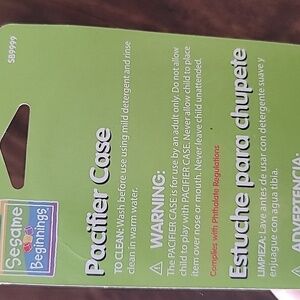 SB9999
Sesame
Beginnings
Pacifier Case
TO CLEAN: Wash before use using mild detergent and rinse
clean in warm water.
⚠ WARNING:
The PACIFIER CASE is for use by an adult only. Do not allow
child to play with PACIFIER CASE. Never allow child to place
item over nose or mouth. Never leave child unattended.
Complies with Phthalate Regulations
Estuche para chupete
LIMPIEZA: Lave antes de usar con detergente suave y
enjuague con agua tibia.
⚠ ADVERTENCIA: